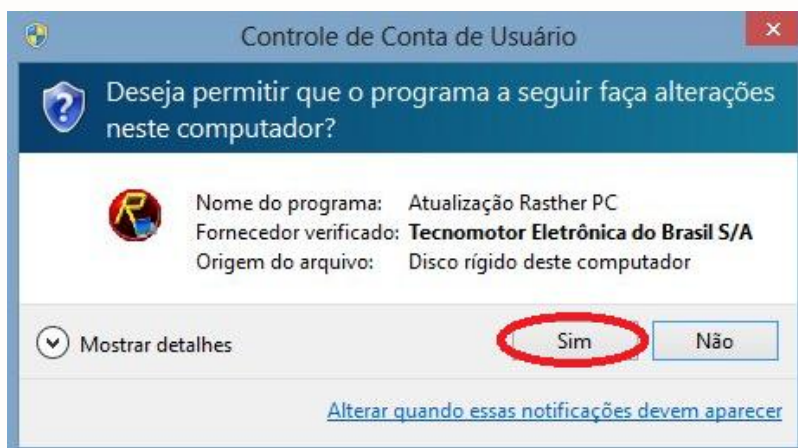 Controle de Conta de Usuário
Deseja permitir que o programa a seguir faça alterações
neste computador?
Nome do programa: Atualização Rasther PC
Fornecedor verificado: Tecnomotor Eletrônica do Brasil S/A
Origem do arquivo: Disco rígido deste computador
Mostrar detalhes Sim Não
Alterar quando essas notificações devem aparecer